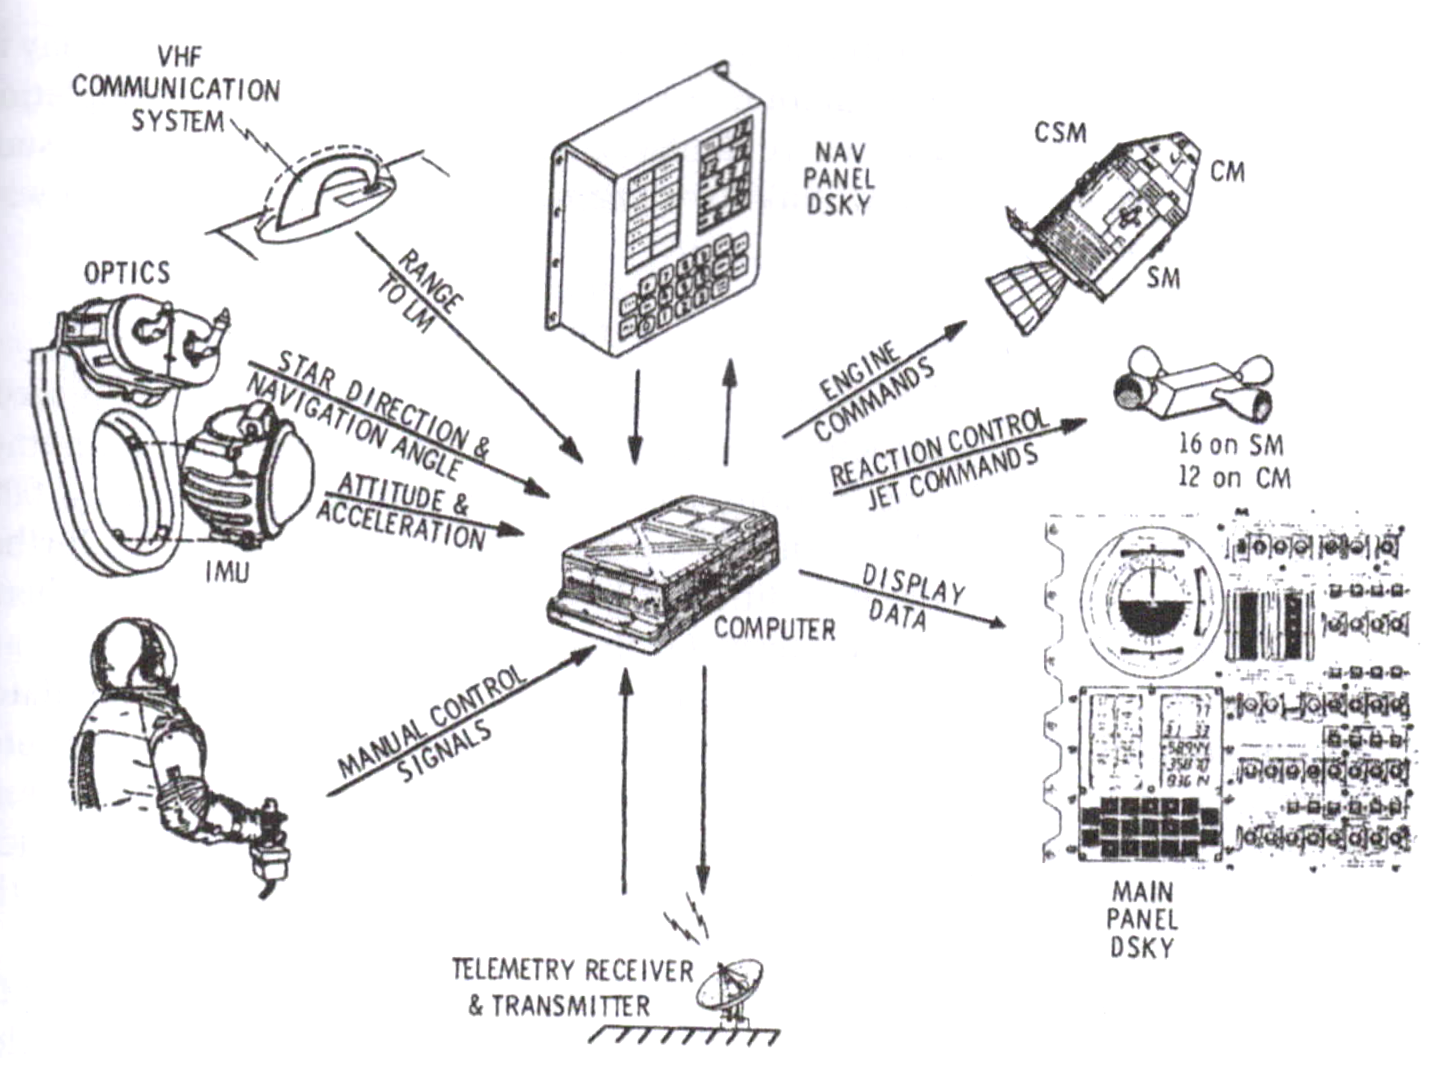 VHF
COMMUNICATION
SYSTEM
NAV
PANEL
DSKY
CSM
CM
SM
OPTICS
RANGE
TO LM
STAR DIRECTION &
NAVIGATION ANGLE
ATTITUDE &
ACCELERATION
IMU
ENGINE
COMMANDS
REACTION CONTROL
JET COMMANDS
16 on SM
12 on CM
COMPUTER
DISPLAY
DATA
MANUAL CONTROL
SIGNALS
MAIN
PANEL
DSKY
TELEMETRY RECEIVER
& TRANSMITTER